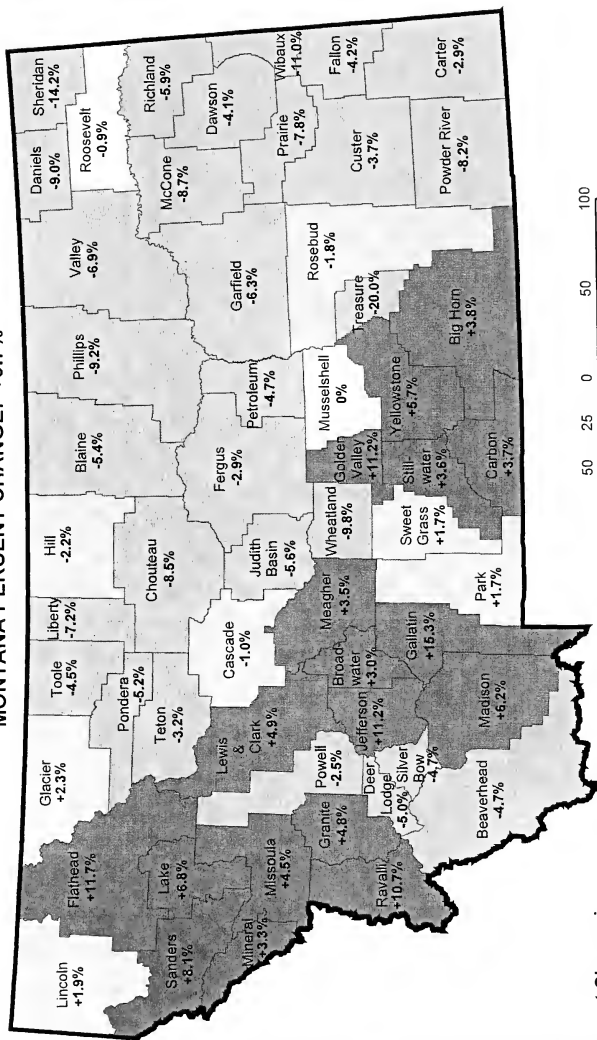 MONTANA PERCENT CHANGE:
Lincoln
+1.9%
Flathead
+11.7%
Glacier
+2.3%
Toole
-4.5%
Liberty
-7.2%
Hill
-2.2%
Blaine
-5.4%
Phillips
-9.2%
Valley
-6.9%
Daniels
-9.0%
Sheridan
-14.2%
Roosevelt
-0.9%
Sanders
+8.1%
Lake
+6.8%
Pondera
-5.2%
Teton
-3.2%
Chouteau
-8.5%
Richland
-5.9%
McCone
-8.7%
Dawson
-4.1%
Garfield
-6.3%
Mineral
+3.3%
Missoula
+4.5%
Lewis
&
Clark
+4.9%
Cascade
-1.0%
Judith
Basin
-5.6%
Fergus
-2.9%
Petroleum
-4.7%
Prairie
-7.8%
Wibaux
-11.0%
Powell
-2.5%
Granite
+4.8%
Ravalli
+10.7%
Deer
Lodge
-5.0%
Silver
Bow
-4.7%
Jefferson
+11.2%
Broad-
water
+3.0%
Meagher
+3.5%
Wheatland
-9.8%
Golden
Valley
+11.2%
Musselshell
0%
Treasure
-20.0%
Rosebud
-1.8%
Custer
-3.7%
Fallon
-4.2%
Beaverhead
-4.7%
Madison
+6.2%
Gallatin
+15.3%
Park
+1.7%
Sweet
Grass
+1.7%
Still-
water
+3.6%
Yellowstone
+5.7%
Carbon
+3.7%
Big Horn
+3.8%
Powder River
-8.2%
Carter
-2.9%
50 25 0 50 100